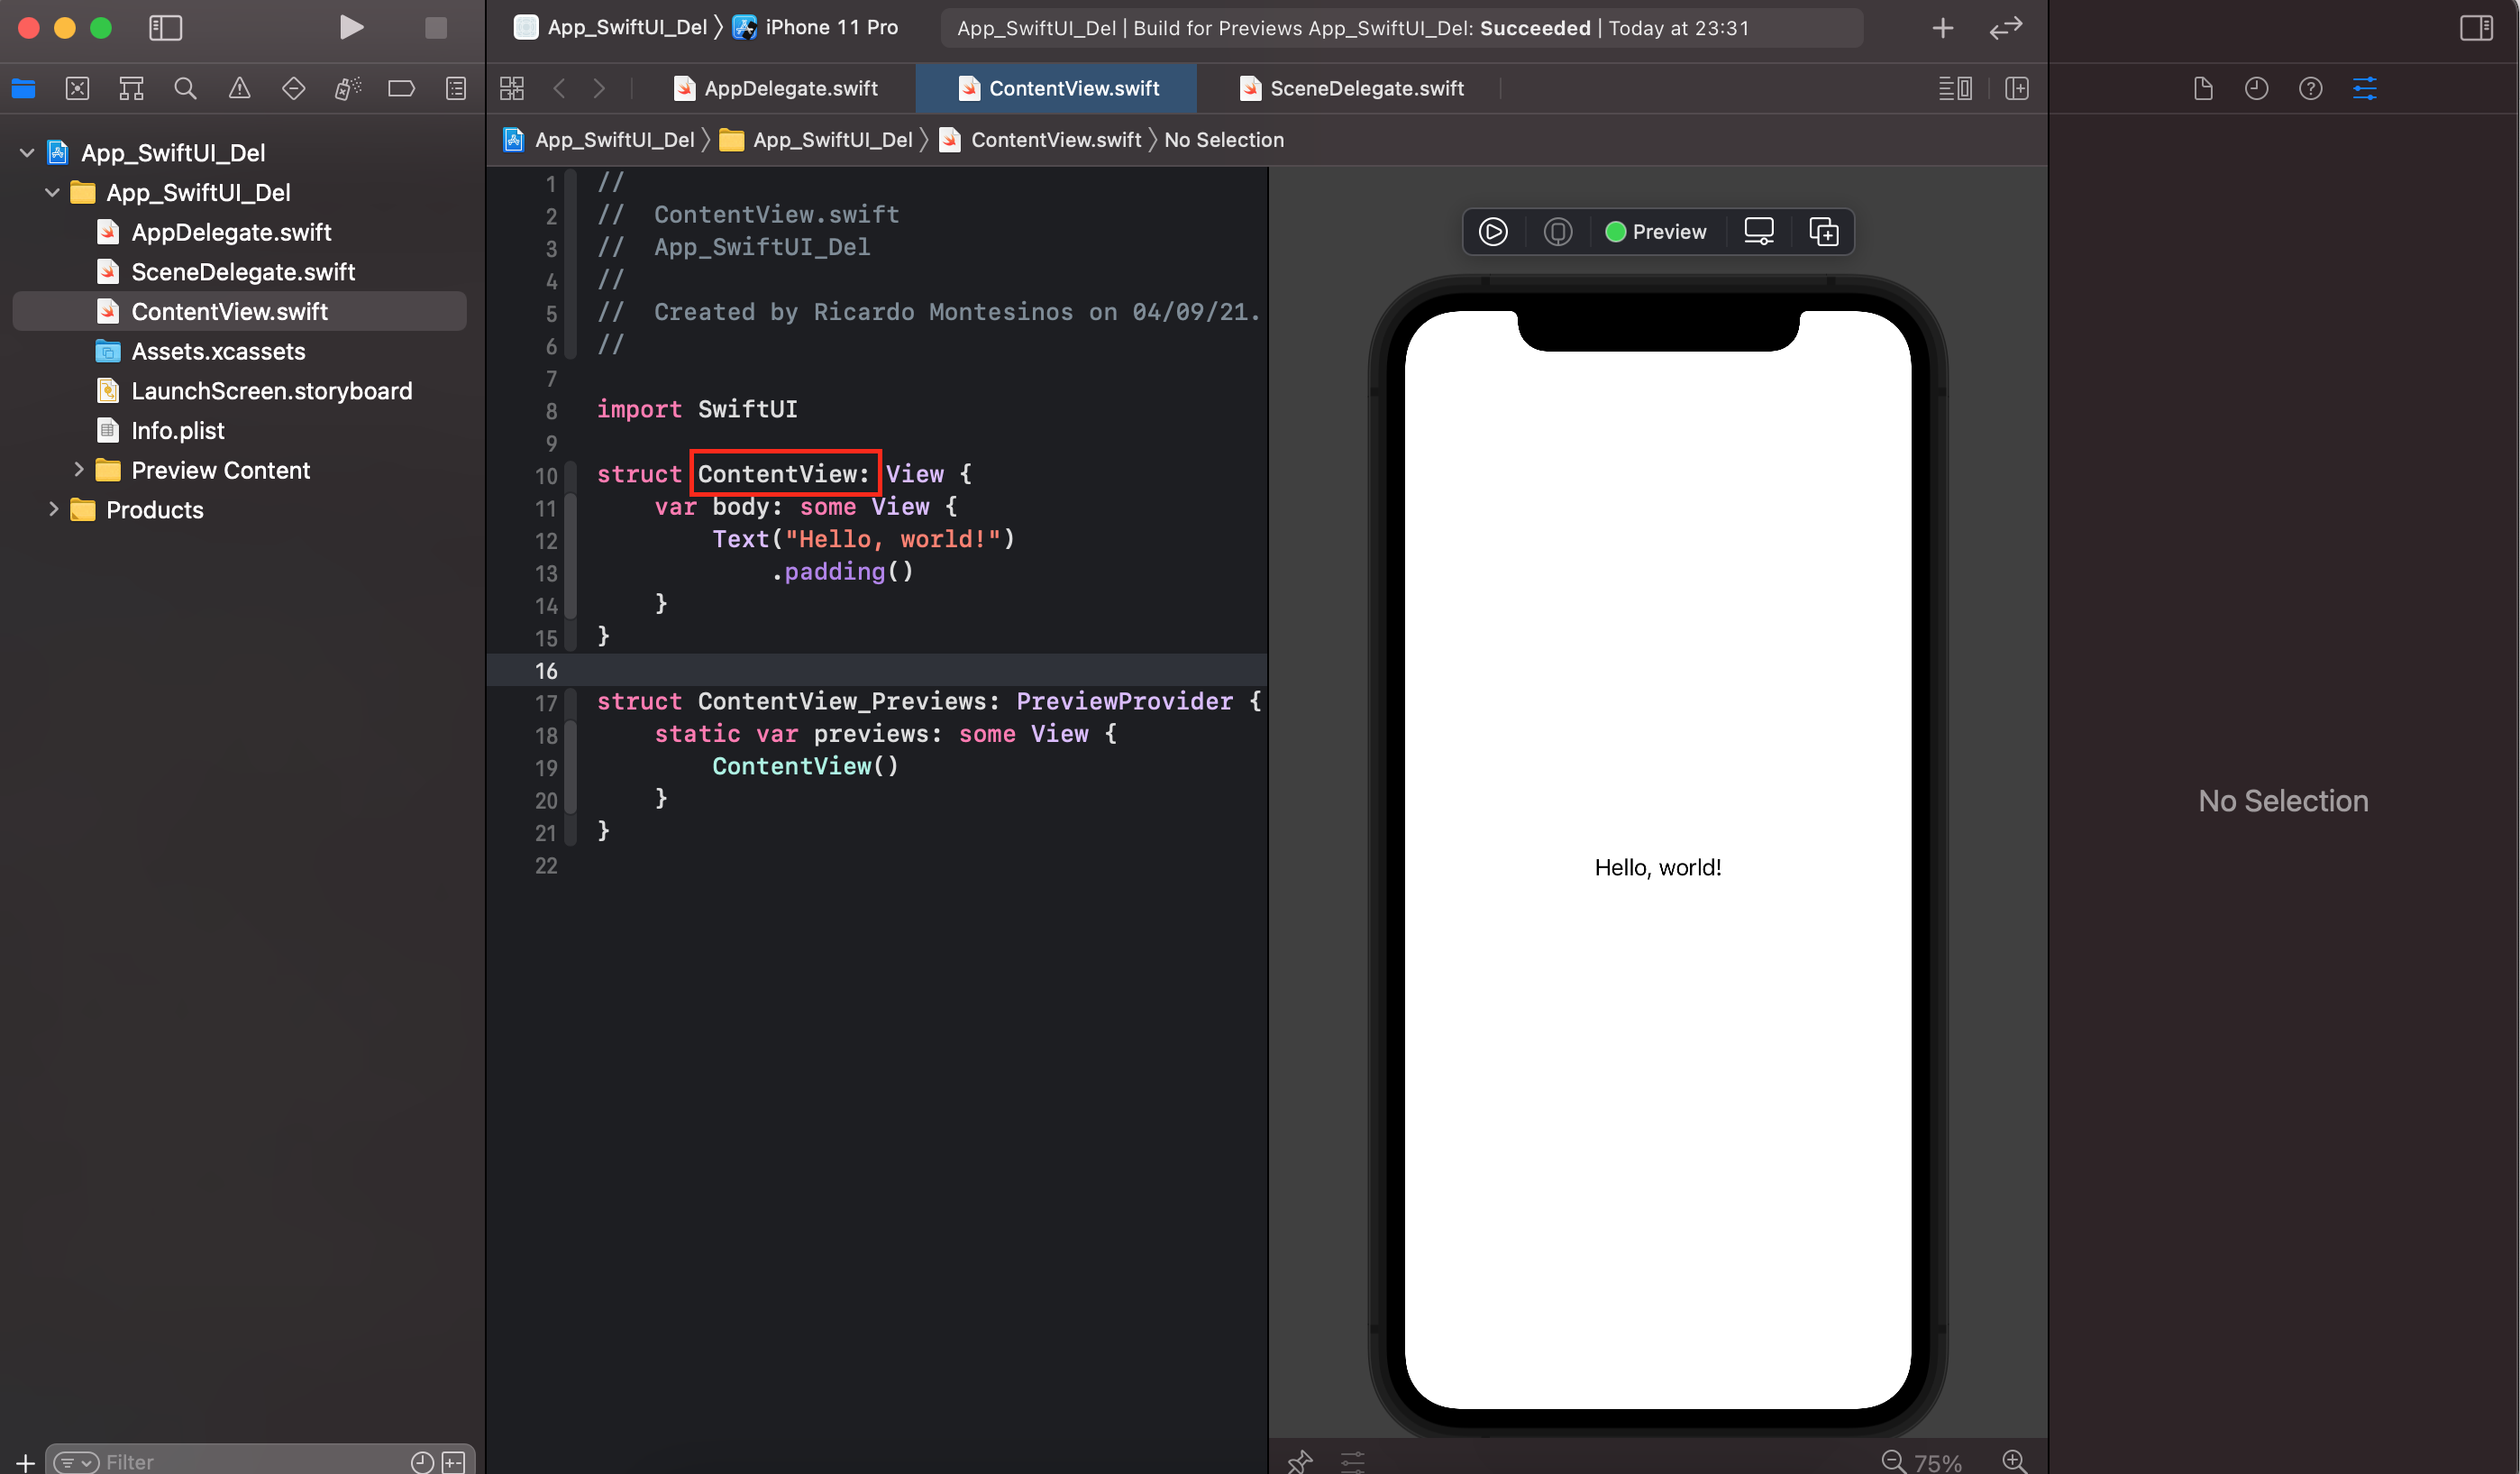 App_SwiftUI_Del 〉 iPhone 11 Pro
App_SwiftUI_Del | Build for Previews App_SwiftUI_Del: Succeeded | Today at 23:31
AppDelegate.swift
ContentView.swift
SceneDelegate.swift
App_SwiftUI_Del 〉 App_SwiftUI_Del 〉 ContentView.swift 〉 No Selection
App_SwiftUI_Del
App_SwiftUI_Del
AppDelegate.swift
SceneDelegate.swift
ContentView.swift
Assets.xcassets
LaunchScreen.storyboard
Info.plist
Preview Content
Products
Filter
1 //
2 //  ContentView.swift
3 //  App_SwiftUI_Del
4 //
5 //  Created by Ricardo Montesinos on 04/09/21.
6 //
7
8 import SwiftUI
9
10 struct ContentView: View {
11     var body: some View {
12         Text("Hello, world!")
13             .padding()
14     }
15 }
16
17 struct ContentView_Previews: PreviewProvider {
18     static var previews: some View {
19         ContentView()
20     }
21 }
22
Preview
Hello, world!
75%
No Selection